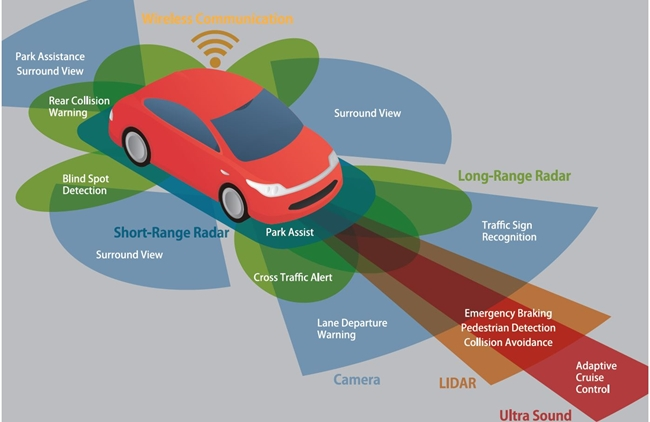 Wireless Communication
Park Assistance
Surround View
Rear Collision
Warning
Surround View
Blind Spot
Detection
Long-Range Radar
Short-Range Radar
Park Assist
Traffic Sign
Recognition
Surround View
Cross Traffic Alert
Emergency Braking
Pedestrian Detection
Collision Avoidance
Lane Departure
Warning
Adaptive
Cruise
Control
Camera
LIDAR
Ultra Sound